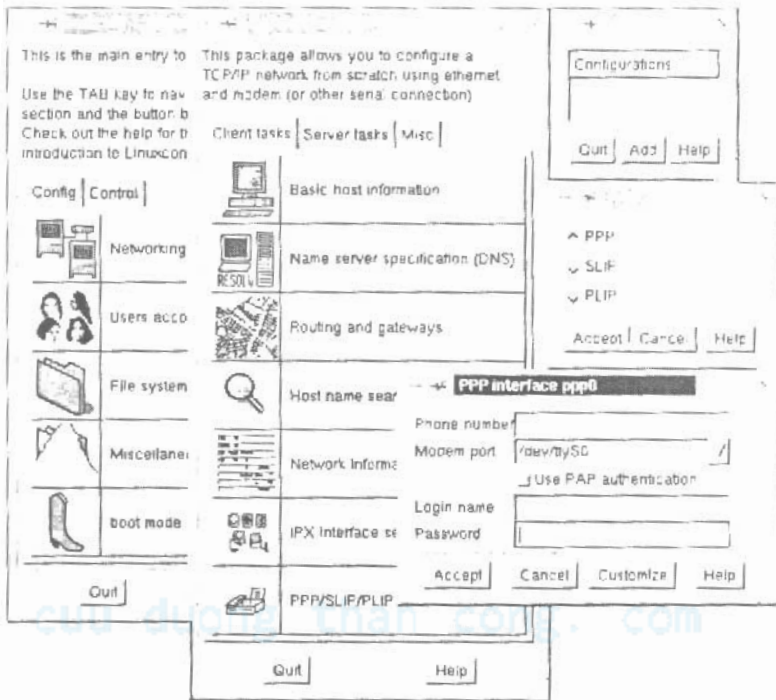 This is the main entry to
Use the TAB key to nav
section and the button b
Check out the help for th
introduction to Linuxcon
Config Control
Networking
Users acco
File system
Miscellane
boot mode
Quit
This package allows you to configure a
TCP/IP network from scratch using ethernet
and modem (or other serial connection)
Client tasks Server tasks Misc
Basic host information
RESOLV
Name server specification (DNS)
Routing and gateways
Host name sear
Network Informa
IPX Interface se
PPP/SLIP/PLIP
Quit Help
Configurations
Quit Add Help
PPP
SLIP
PLIP
Accept Cancel Help
PPP interface ppp0
Phone number
Modem port /dev/ttyS0
Use PAP authentication
Login name
Password
Accept Cancel Customize Help
cuu duong than cong. com